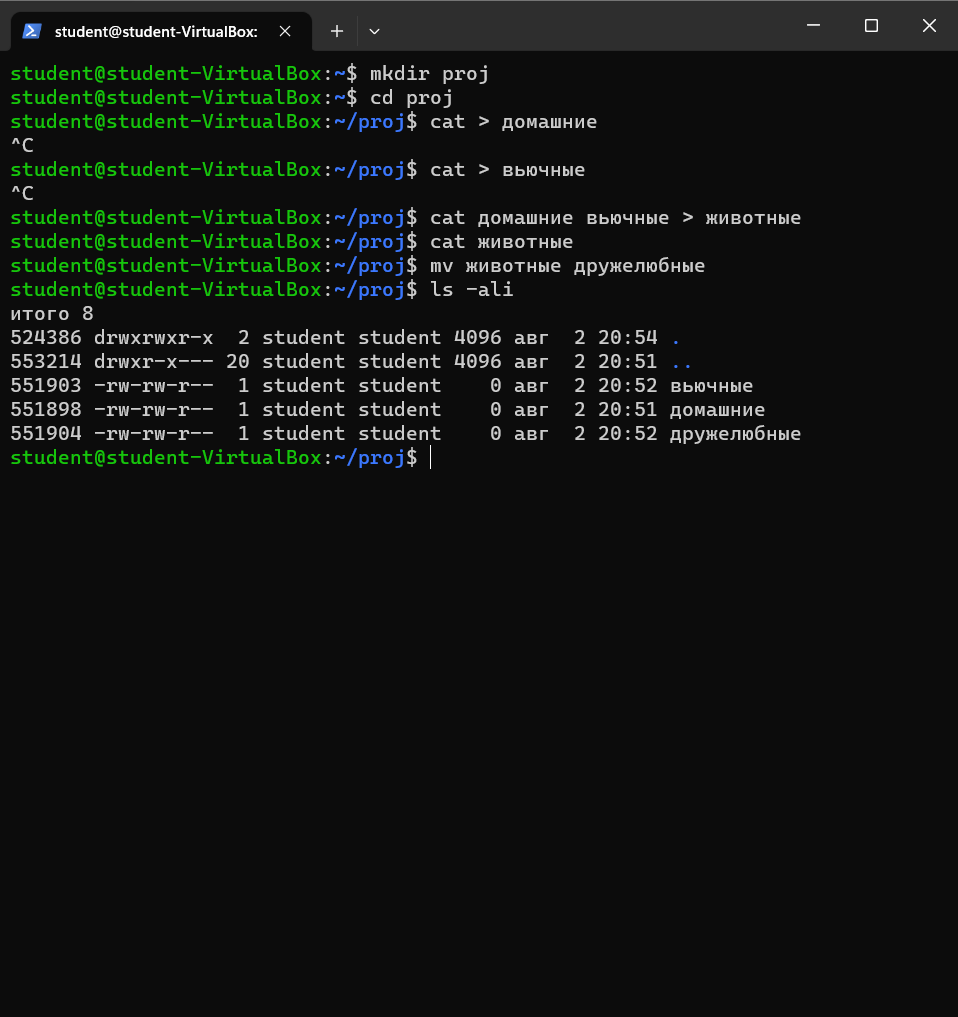 student@student-VirtualBox:
student@student-VirtualBox:~$ mkdir proj
student@student-VirtualBox:~$ cd proj
student@student-VirtualBox:~/proj$ cat > домашние
^C
student@student-VirtualBox:~/proj$ cat > вьючные
^C
student@student-VirtualBox:~/proj$ cat домашние вьючные > животные
student@student-VirtualBox:~/proj$ cat животные
student@student-VirtualBox:~/proj$ mv животные дружелюбные
student@student-VirtualBox:~/proj$ ls -ali
итого 8
524386 drwxrwxr-x  2 student student 4096 авг  2 20:54 .
553214 drwxr-x--- 20 student student 4096 авг  2 20:51 ..
551903 -rw-rw-r--  1 student student    0 авг  2 20:52 вьючные
551898 -rw-rw-r--  1 student student    0 авг  2 20:51 домашние
551904 -rw-rw-r--  1 student student    0 авг  2 20:52 дружелюбные
student@student-VirtualBox:~/proj$